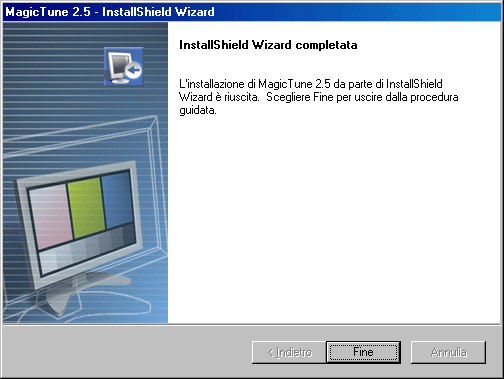 MagicTune 2.5 - InstallShield Wizard
InstallShield Wizard completata
L'installazione di MagicTune 2.5 da parte di InstallShield
Wizard è riuscita. Scegliere Fine per uscire dalla procedura
guidata.
< Indietro
Fine
Annulla